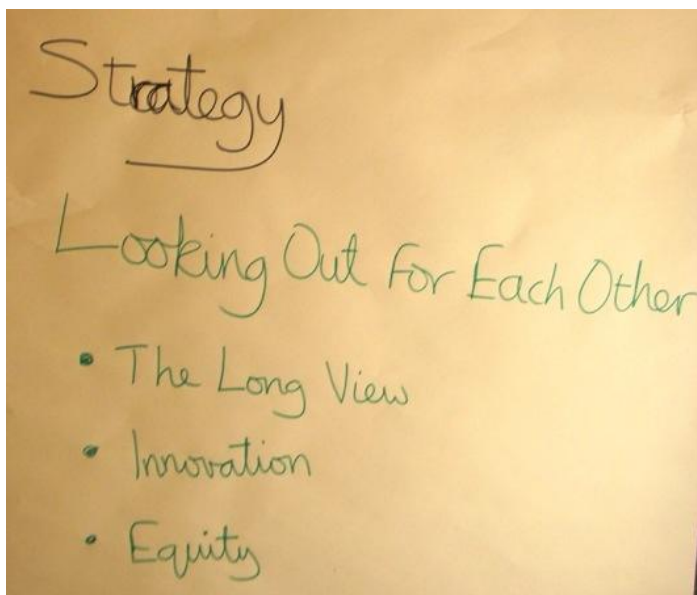 Strategy
Looking Out For Each Other
• The Long View
• Innovation
• Equity